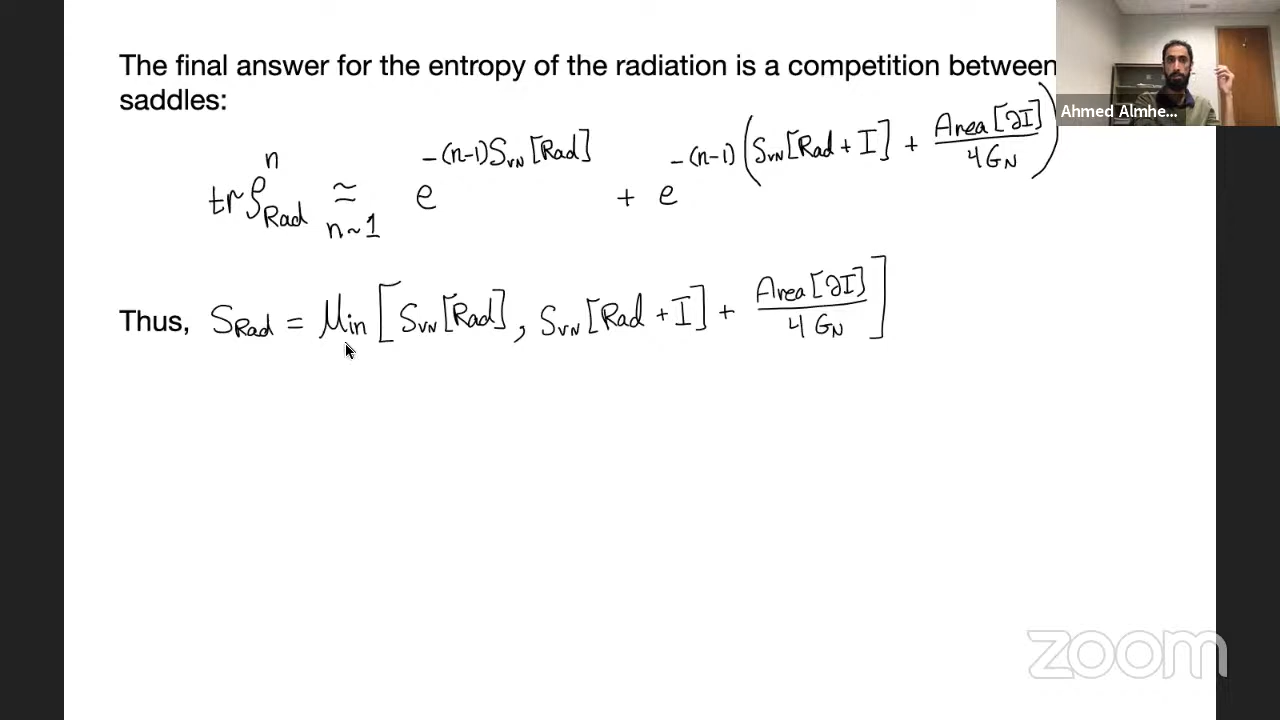 The final answer for the entropy of the radiation is a competition between
saddles:
tr ρ_Rad^n ≈_{n~1} e^{-(n-1) S_VN[Rad]} + e^{-(n-1)(S_VN[Rad + I] + Area[∂I]/4G_N)}
Thus, S_Rad = Min [S_VN[Rad], S_VN[Rad + I] + Area[∂I]/4G_N]
Ahmed Almhe...
zoom